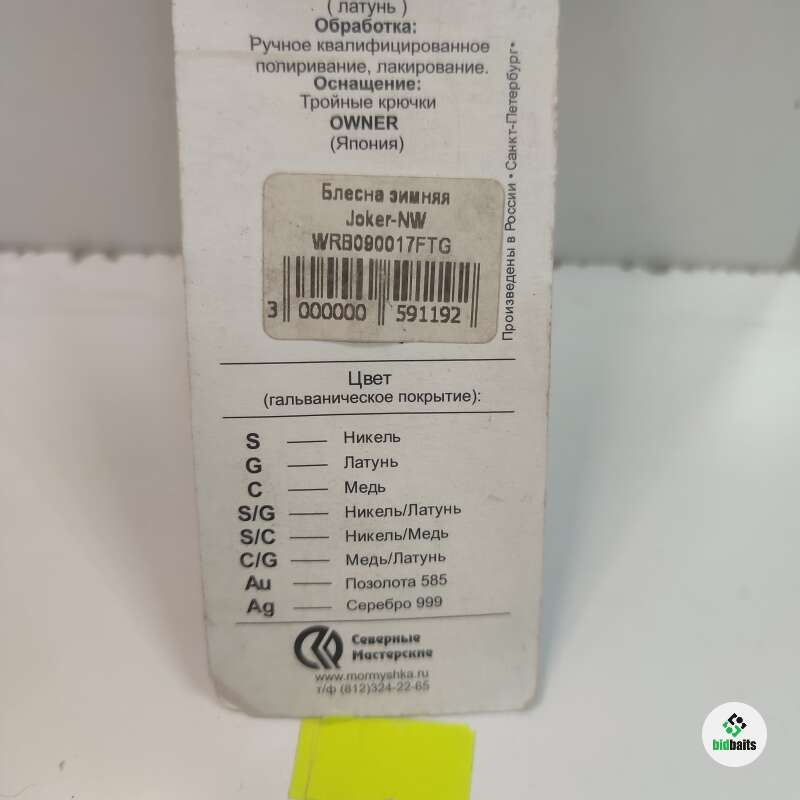 ( латунь )
Обработка:
Ручное квалифицированное
полиривание, лакирование.
Оснащение:
Тройные крючки
OWNER
(Япония)
Произведены в России • Санкт-Петербург•
Блесна зимняя
Joker-NW
WRB090017FTG
3 000000 591192
Цвет
(гальваническое покрытие):
S — Никель
G — Латунь
C — Медь
S/G — Никель/Латунь
S/C — Никель/Медь
C/G — Медь/Латунь
Au — Позолота 585
Ag — Серебро 999
Северные
Мастерские
www.mormyshka.ru
т/ф (812)324-22-65
bidbaits